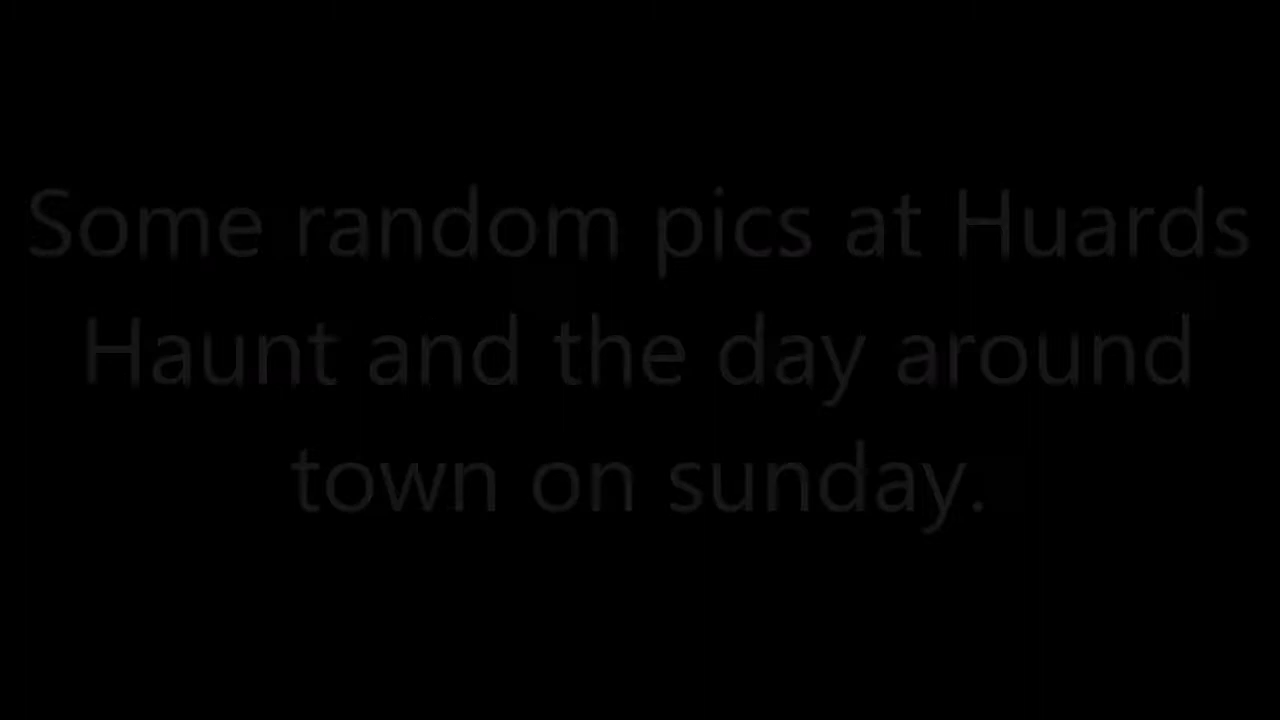 Some random pics at Huards
Haunt and the day around
town on sunday.